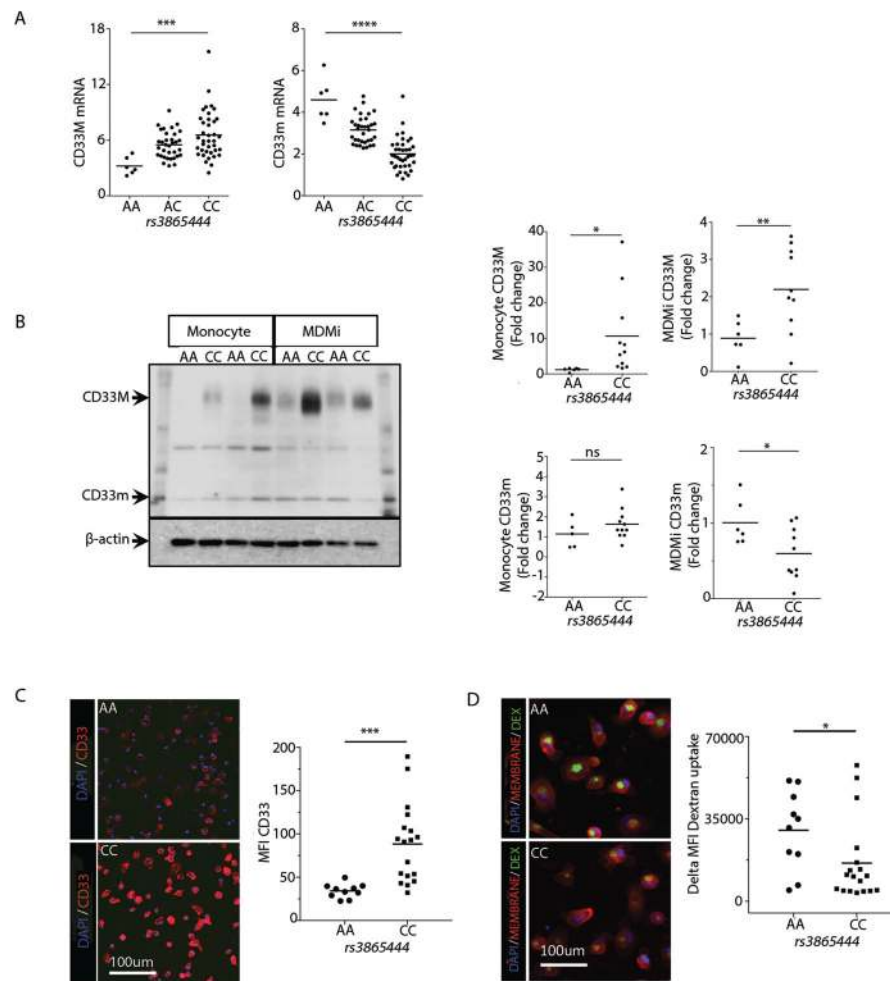 A
***
CD33M mRNA
18
12
6
0
AA AC CC
rs3865444
****
CD33m mRNA
8
6
4
2
0
AA AC CC
rs3865444
B
Monocyte MDMi
AA CC AA CC AA CC AA CC
CD33M
CD33m
β-actin
*
Monocyte CD33M
(Fold change)
40
30
20
10
0
AA CC
rs3865444
**
MDMi CD33M
(Fold change)
4
3
2
1
0
AA CC
rs3865444
ns
Monocyte CD33m
(Fold change)
5
4
3
2
1
0
-1
-2
AA CC
rs3865444
*
MDMi CD33m
(Fold change)
2
1
0
AA CC
rs3865444
C
DAPI/CD33
AA
DAPI/CD33
CC
100um
***
MFI CD33
200
150
100
50
0
AA CC
rs3865444
D
DAPI/MEMBRANE/DEX
AA
DAPI/MEMBRANE/DEX
CC
100um
*
Delta MFI Dextran uptake
70000
35000
0
AA CC
rs3865444